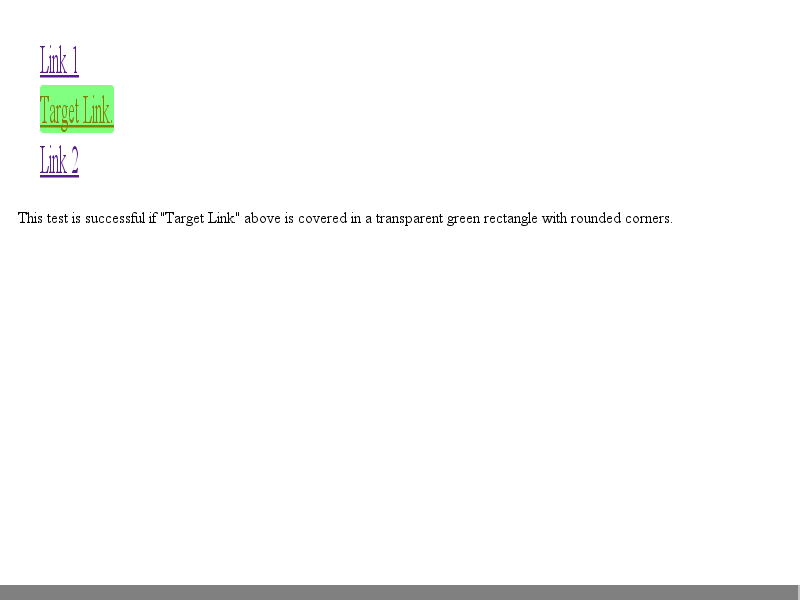 Link 1
Target Link.
Link 2
This test is successful if "Target Link" above is covered in a transparent green rectangle with rounded corners.